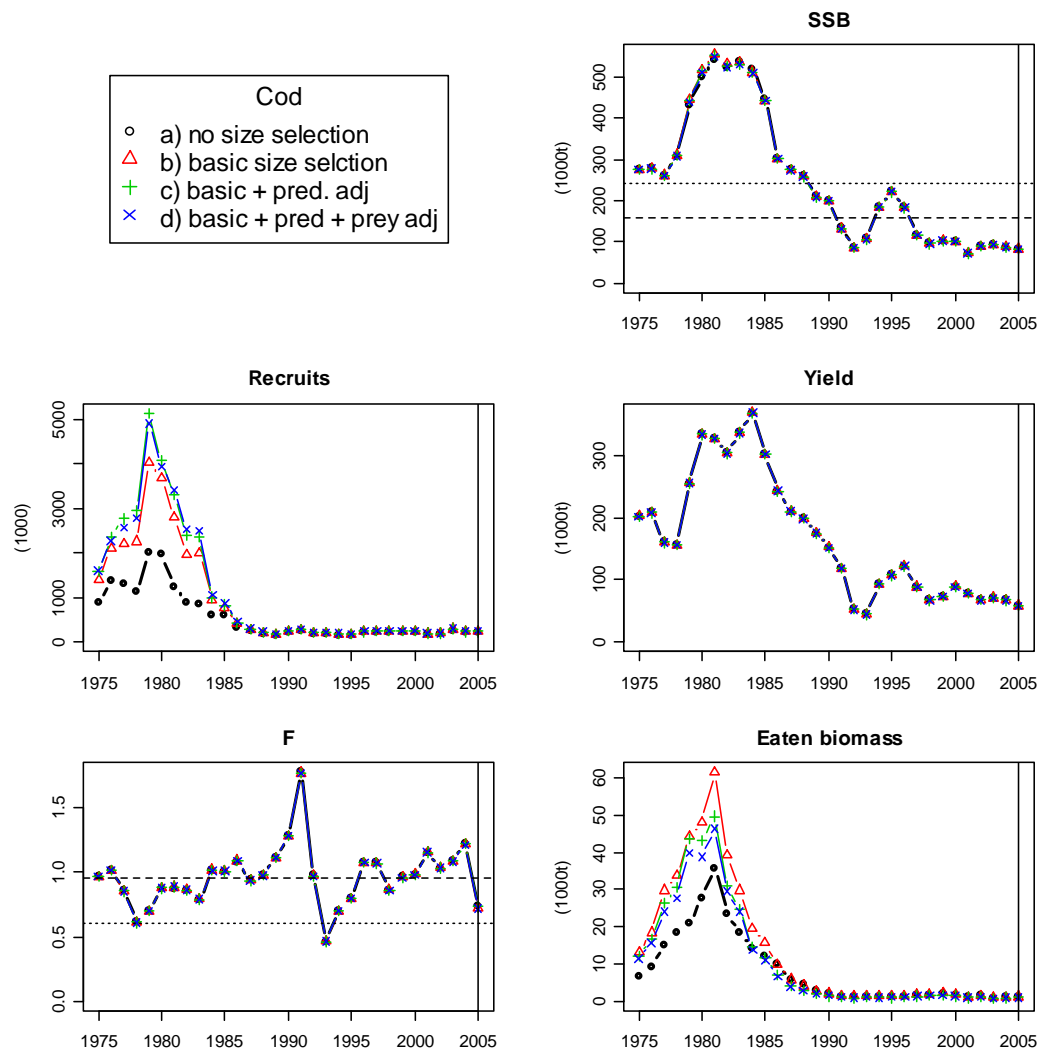 Cod
a) no size selection
b) basic size selction
c) basic + pred. adj
d) basic + pred + prey adj
SSB
(1000t)
0 100 200 300 400 500
1975 1980 1985 1990 1995 2000 2005
Recruits
(1000)
0 1000 3000 5000
1975 1980 1985 1990 1995 2000 2005
Yield
(1000t)
0 100 200 300
1975 1980 1985 1990 1995 2000 2005
F
0.0 0.5 1.0 1.5
1975 1980 1985 1990 1995 2000 2005
Eaten biomass
(1000t)
0 10 20 30 40 50 60
1975 1980 1985 1990 1995 2000 2005